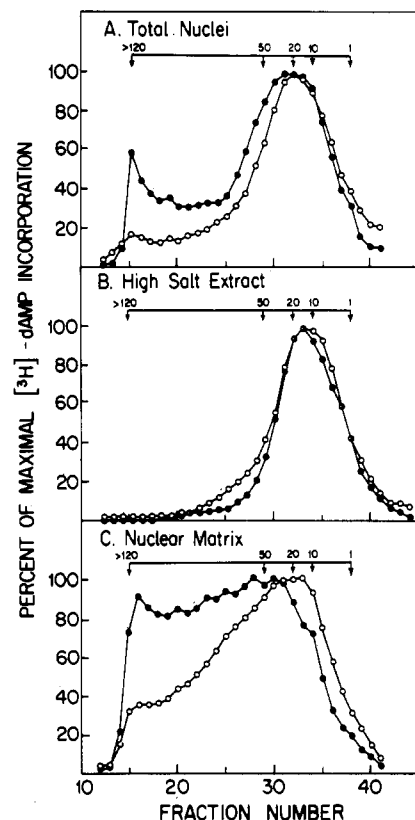 A. Total Nuclei
>120 50 20 10 1
100
80
60
40
20
B. High Salt Extract
>120 50 20 10 1
100
80
60
40
20
C. Nuclear Matrix
>120 50 20 10 1
100
80
60
40
20
10 20 30 40
PERCENT OF MAXIMAL [³H] -dAMP INCORPORATION
FRACTION NUMBER